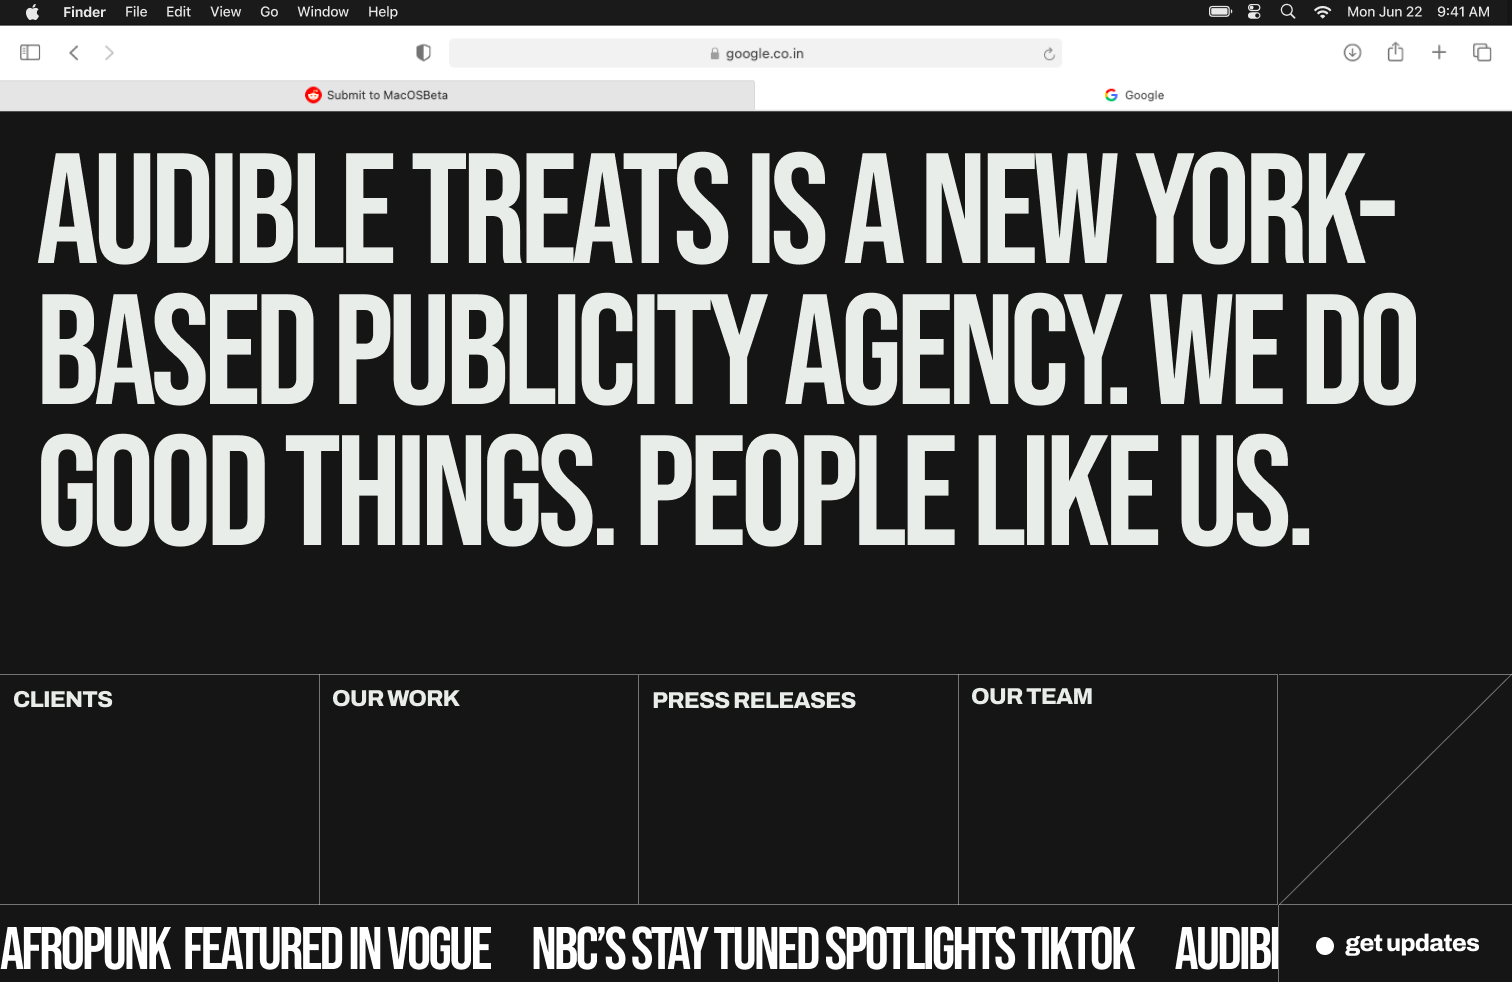 Finder File Edit View Go Window Help Mon Jun 22 9:41 AM
google.co.in
Submit to MacOSBeta Google
AUDIBLE TREATS IS A NEW YORK-
BASED PUBLICITY AGENCY. WE DO
GOOD THINGS. PEOPLE LIKE US.
CLIENTS OUR WORK PRESS RELEASES OUR TEAM
AFROPUNK FEATURED IN VOGUE NBC’S STAY TUNED SPOTLIGHTS TIKTOK AUDIBL get updates